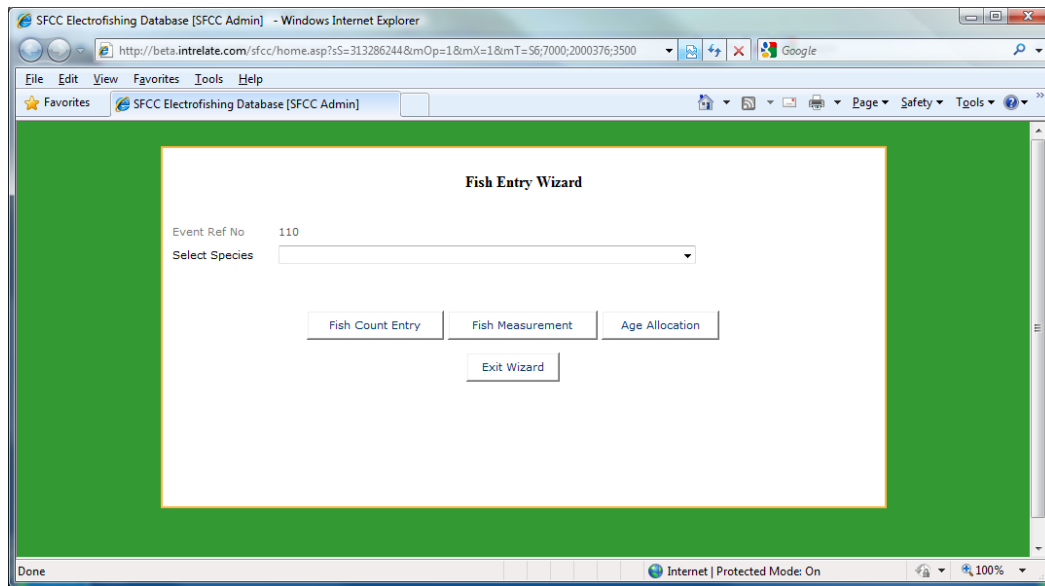 SFCC Electrofishing Database [SFCC Admin] - Windows Internet Explorer
http://beta.intrelate.com/sfcc/home.asp?sS=313286244&mOp=1&mX=1&mT=S6;7000;2000376;3500 Google
File Edit View Favorites Tools Help
Favorites SFCC Electrofishing Database [SFCC Admin] Page Safety Tools
Fish Entry Wizard
Event Ref No 110
Select Species
Fish Count Entry Fish Measurement Age Allocation
Exit Wizard
Done Internet | Protected Mode: On 100%